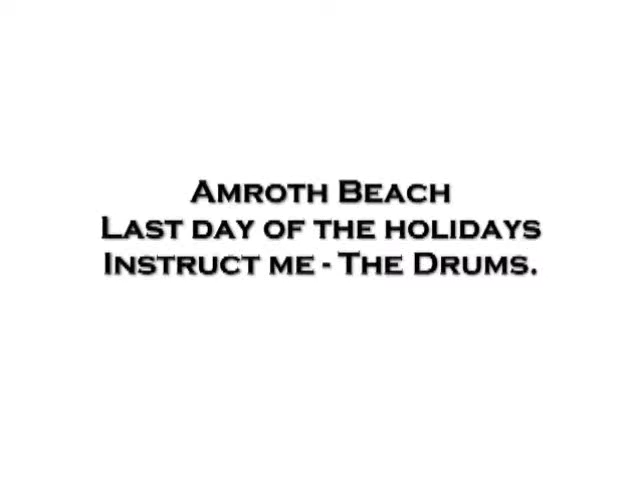 Amroth Beach
Last day of the holidays
Instruct me - The Drums.